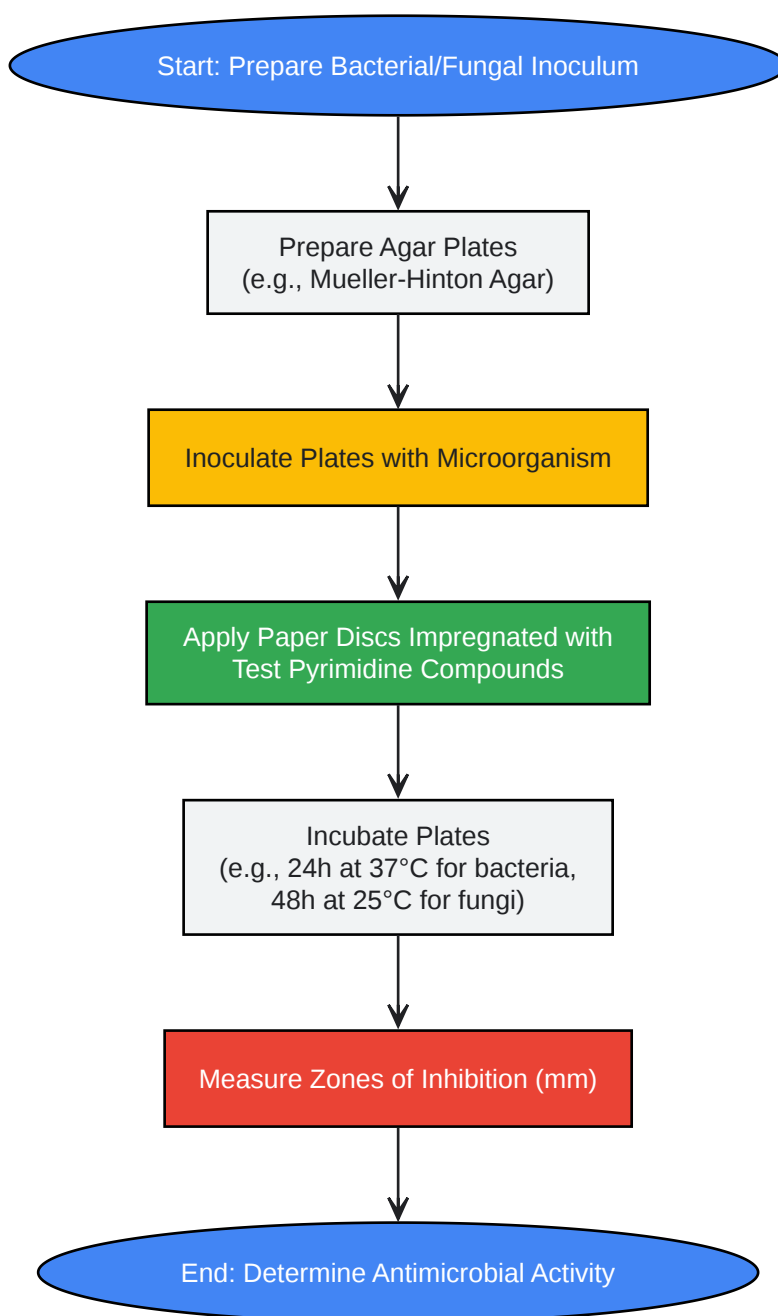 Start: Prepare Bacterial/Fungal Inoculum
Prepare Agar Plates
(e.g., Mueller-Hinton Agar)
Inoculate Plates with Microorganism
Apply Paper Discs Impregnated with
Test Pyrimidine Compounds
Incubate Plates
(e.g., 24h at 37°C for bacteria,
48h at 25°C for fungi)
Measure Zones of Inhibition (mm)
End: Determine Antimicrobial Activity